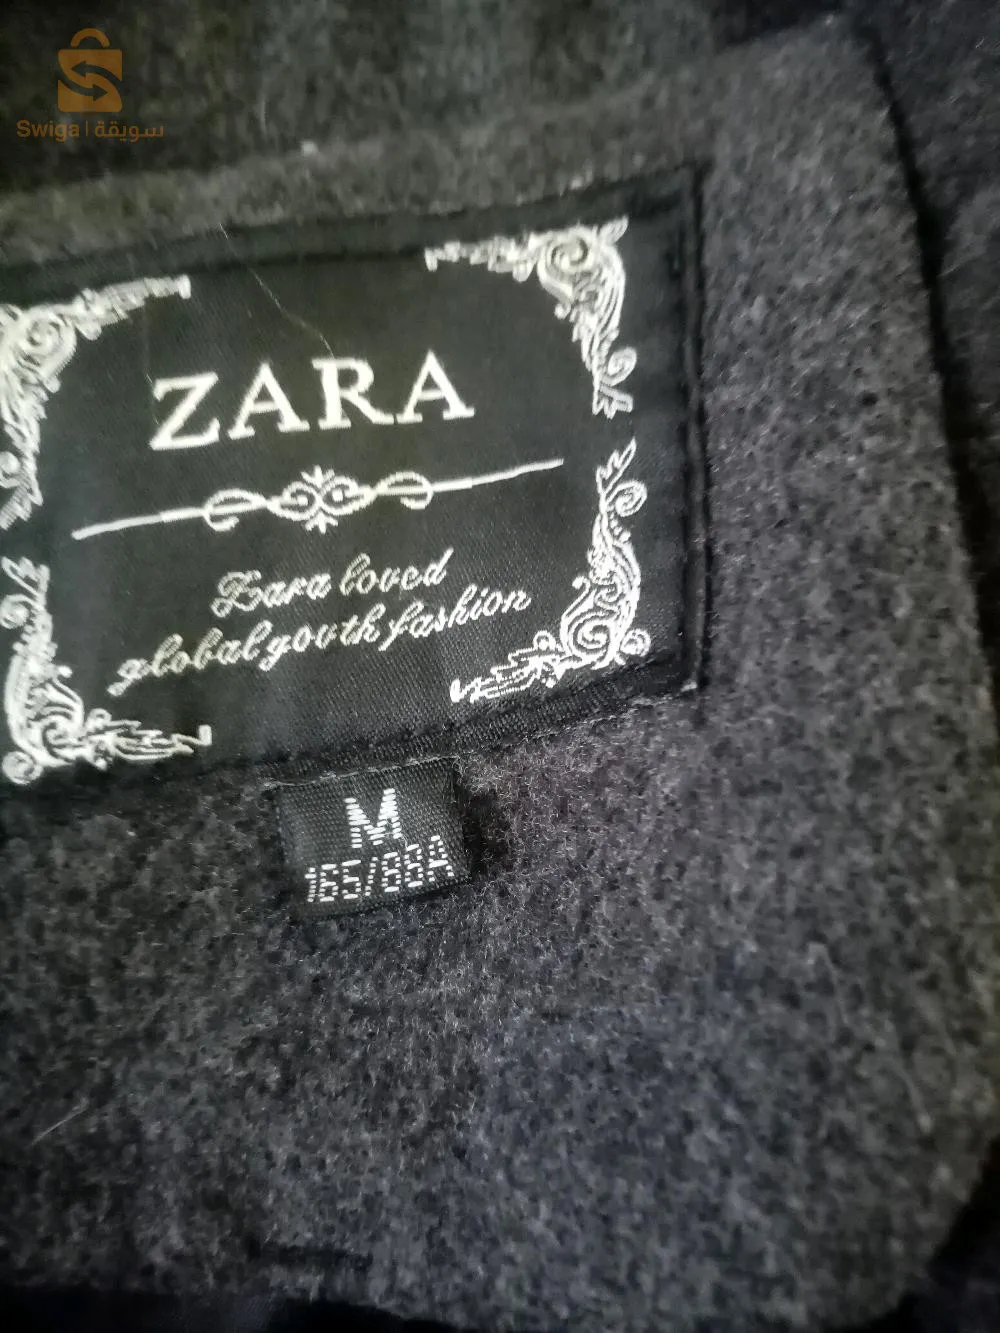 Swiga | سويقة
ZARA
Zara loved
global youth fashion
M
165/88A